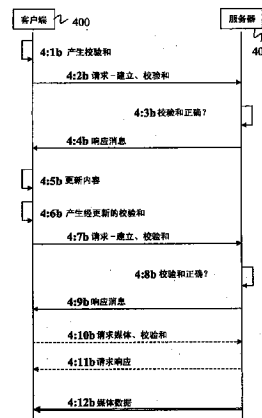 客户端
400
服务器
4:1b 产生校验和
4:2b 请求-建立、校验和
4:3b 校验和正确?
4:4b 响应消息
4:5b 更新内容
4:6b 产生经更新的校验和
4:7b 请求-建立、校验和
4:8b 校验和正确?
4:9b 响应消息
4:10b 请求媒体、校验和
4:11b 请求响应
4:12b 媒体数据